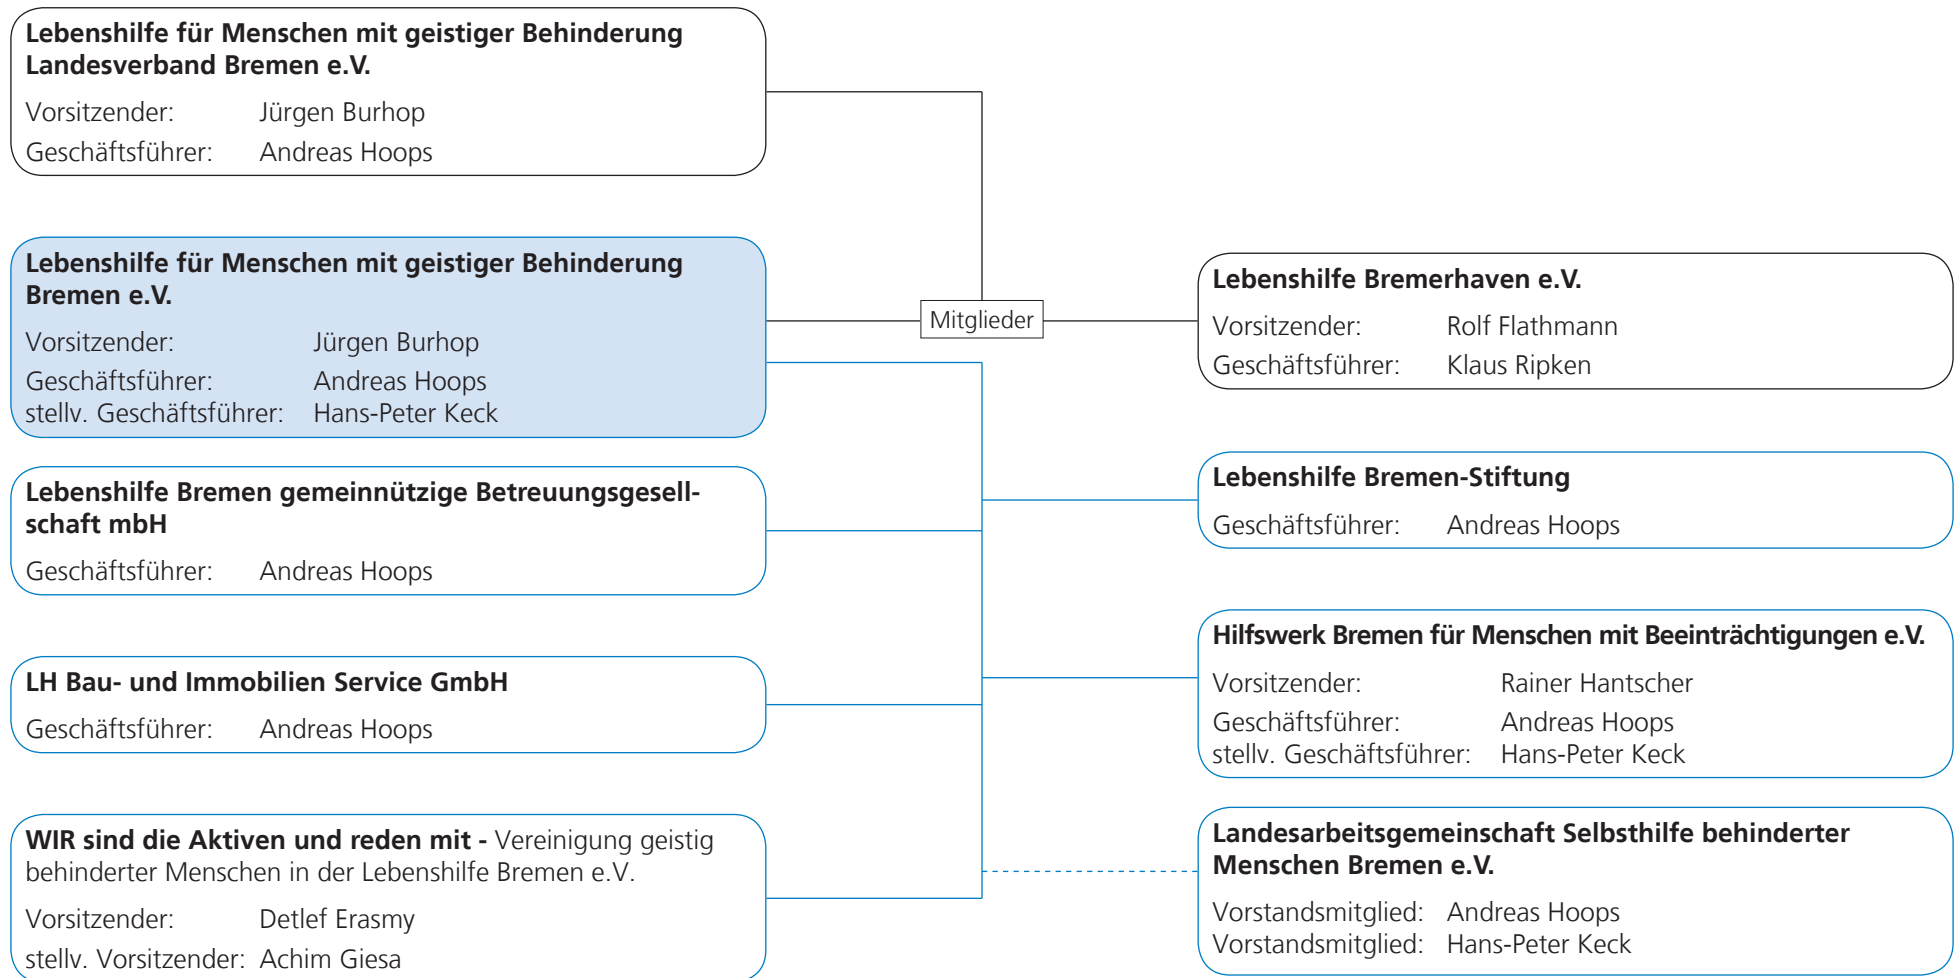 Lebenshilfe für Menschen mit geistiger Behinderung
Landesverband Bremen e.V.
Vorsitzender: Jürgen Burhop
Geschäftsführer: Andreas Hoops
Lebenshilfe für Menschen mit geistiger Behinderung
Bremen e.V.
Vorsitzender: Jürgen Burhop
Geschäftsführer: Andreas Hoops
stellv. Geschäftsführer: Hans-Peter Keck
Mitglieder
Lebenshilfe Bremerhaven e.V.
Vorsitzender: Rolf Flathmann
Geschäftsführer: Klaus Ripken
Lebenshilfe Bremen gemeinnützige Betreuungsgesell-
schaft mbH
Geschäftsführer: Andreas Hoops
Lebenshilfe Bremen-Stiftung
Geschäftsführer: Andreas Hoops
LH Bau- und Immobilien Service GmbH
Geschäftsführer: Andreas Hoops
Hilfswerk Bremen für Menschen mit Beeinträchtigungen e.V.
Vorsitzender: Rainer Hantscher
Geschäftsführer: Andreas Hoops
stellv. Geschäftsführer: Hans-Peter Keck
WIR sind die Aktiven und reden mit - Vereinigung geistig
behinderter Menschen in der Lebenshilfe Bremen e.V.
Vorsitzender: Detlef Erasmy
stellv. Vorsitzender: Achim Giesa
Landesarbeitsgemeinschaft Selbsthilfe behinderter
Menschen Bremen e.V.
Vorstandsmitglied: Andreas Hoops
Vorstandsmitglied: Hans-Peter Keck